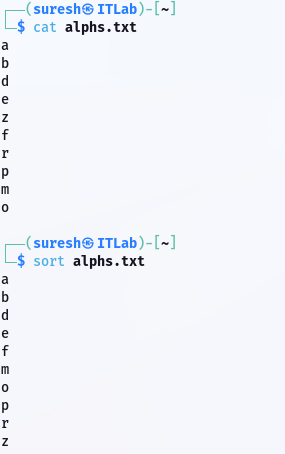 ┌──(suresh㉿ITLab)-[~]
└─$ cat alphs.txt
a
b
d
e
z
f
r
p
m
o
┌──(suresh㉿ITLab)-[~]
└─$ sort alphs.txt
a
b
d
e
f
m
o
p
r
z